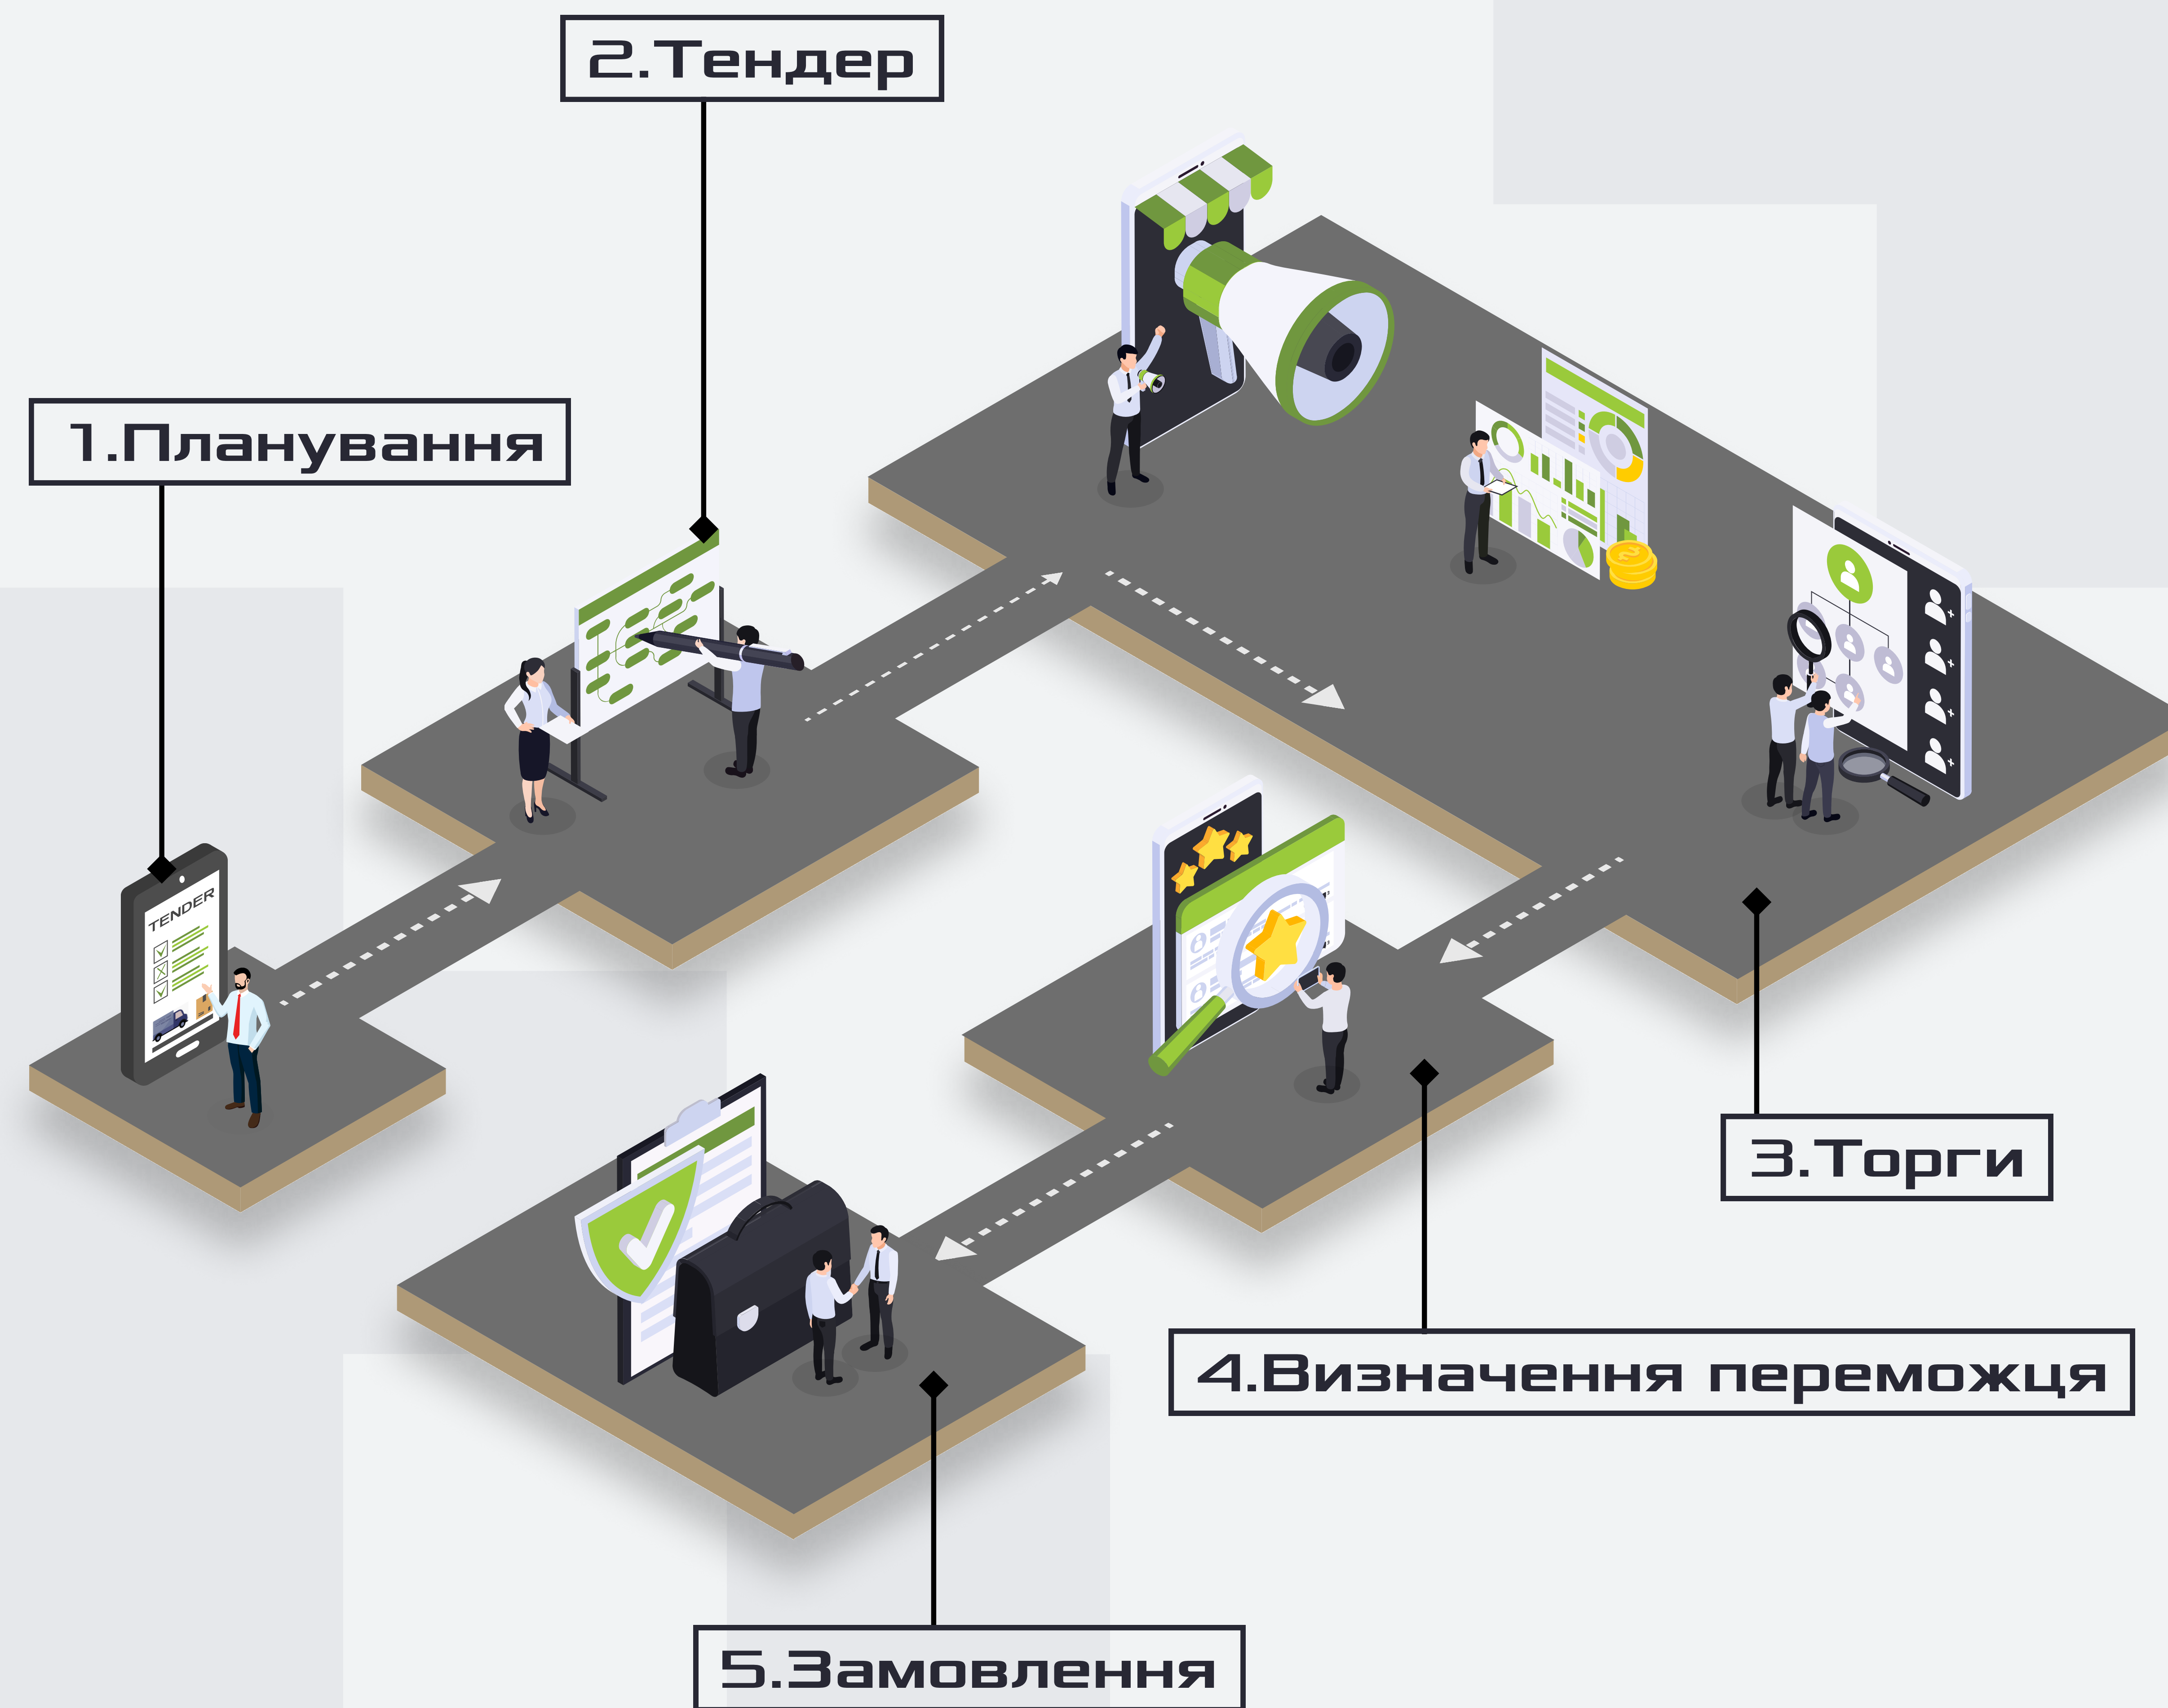 2.Тендер
1.Планування
TENDER
3.Торги
4.Визначення переможця
5.Замовлення